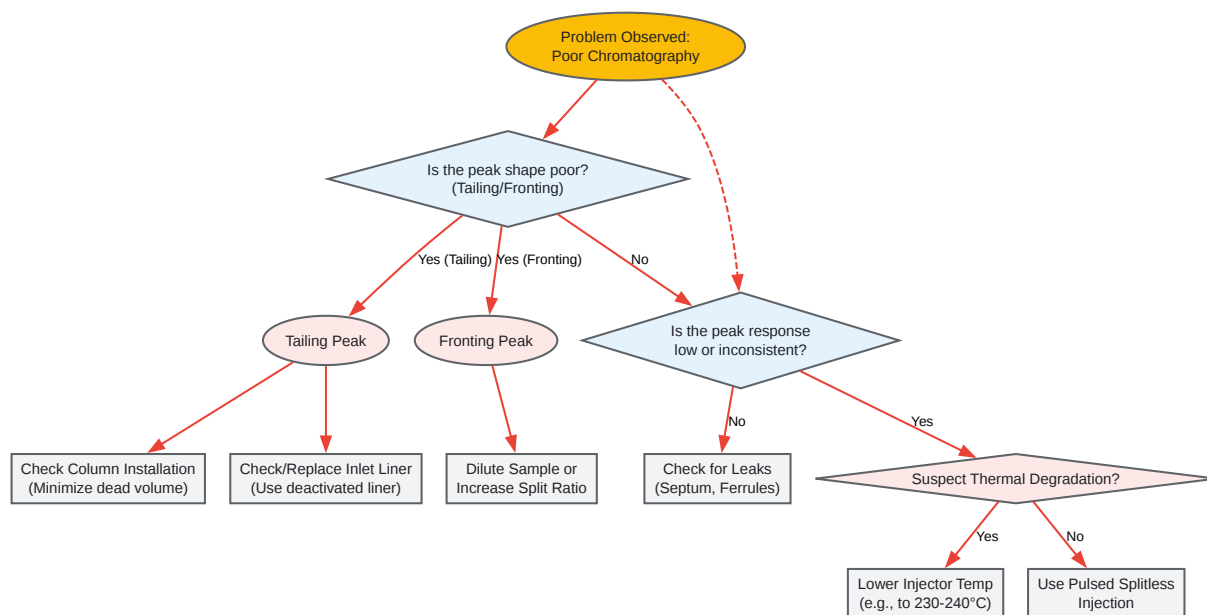 Problem Observed:
Poor Chromatography
Is the peak shape poor?
(Tailing/Fronting)
Yes (Tailing)
Yes (Fronting)
No
Tailing Peak
Fronting Peak
Is the peak response
low or inconsistent?
No
Yes
Check Column Installation
(Minimize dead volume)
Check/Replace Inlet Liner
(Use deactivated liner)
Dilute Sample or
Increase Split Ratio
Check for Leaks
(Septum, Ferrules)
Suspect Thermal Degradation?
Yes
No
Lower Injector Temp
(e.g., to 230-240°C)
Use Pulsed Splitless
Injection